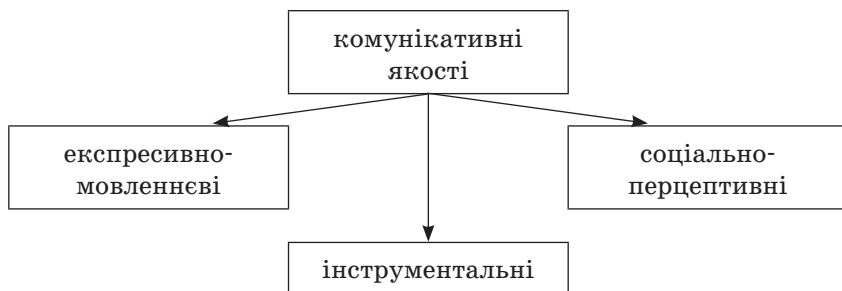 комунікативні
якості
експресивно-
мовленнєві
соціально-
перцептивні
інструментальні